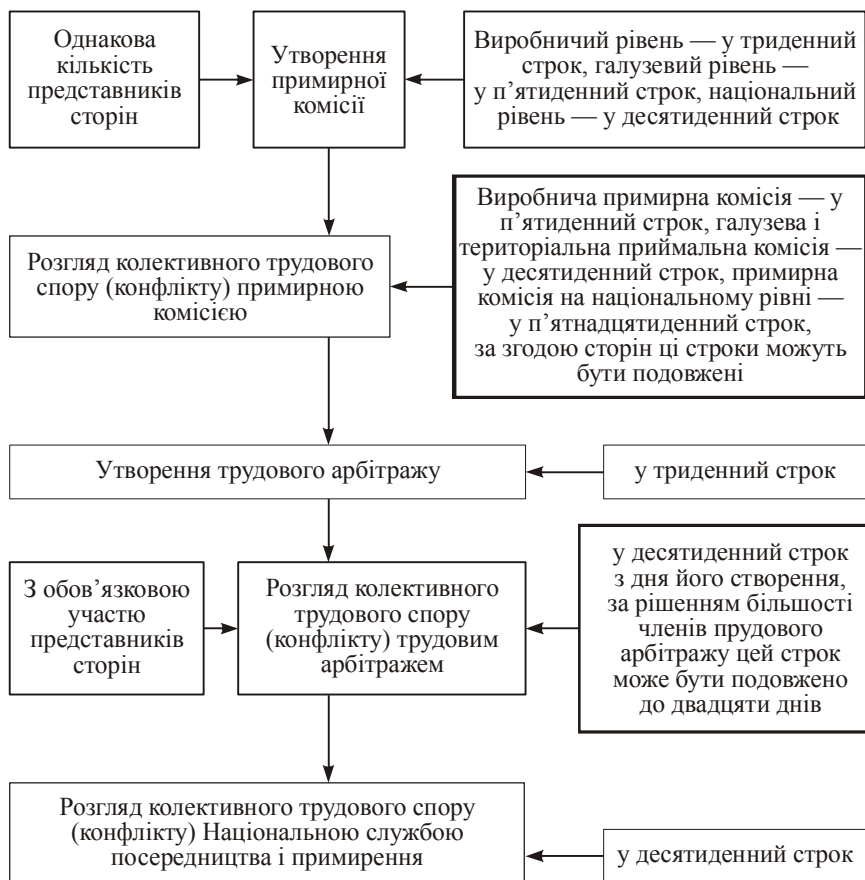 Однакова
кількість
представників
сторін
Утворення
примирної
комісії
Виробничий рівень — у триденний
строк, галузевий рівень —
у п’ятиденний строк, національний
рівень — у десятиденний строк
Розгляд колективного трудового
спору (конфлікту) примирною
комісією
Виробнича примирна комісія — у
п’ятиденний строк, галузева і
територіальна приймальна комісія —
у десятиденний строк, примирна
комісія на національному рівні —
у п’ятнадцятиденний строк,
за згодою сторін ці строки можуть
бути подовжені
Утворення трудового арбітражу
у триденний строк
З обов’язковою
участю
представників
сторін
Розгляд колективного
трудового спору
(конфлікту) трудовим
арбітражем
у десятиденний строк
з дня його створення,
за рішенням більшості
членів прудового
арбітражу цей строк
може бути подовжено
до двадцяти днів
Розгляд колективного трудового спору
(конфлікту) Національною службою
посередництва і примирення
у десятиденний строк